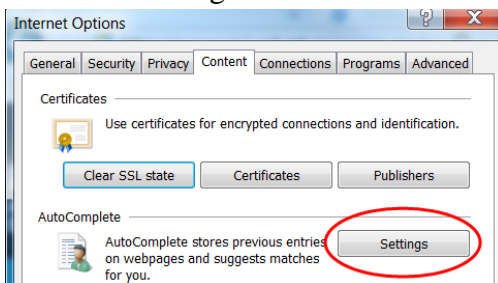 Internet Options
? X
General Security Privacy Content Connections Programs Advanced
Certificates
Use certificates for encrypted connections and identification.
Clear SSL state Certificates Publishers
AutoComplete
AutoComplete stores previous entries Settings
on webpages and suggests matches
for you.